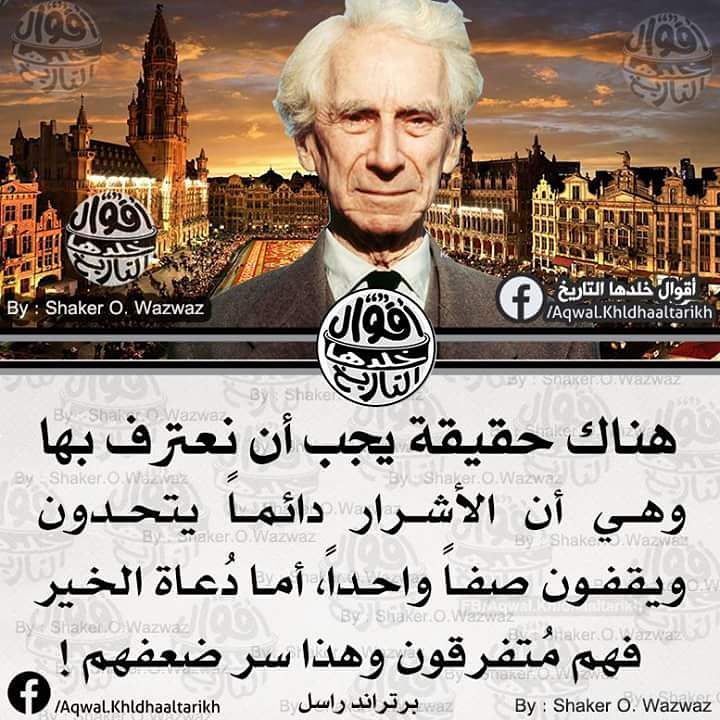 أقوال خلدها التاريخ
By : Shaker O. Wazwaz
أقوال خلدها التاريخ
/Aqwal.Khldhaaltarikh
أقوال خلدها التاريخ
هناك حقيقة يجب أن نعترف بها
وهي أن الأشرار دائماً يتحدون
ويقفون صفاً واحداً، أما دُعاة الخير
فهم مُتفرقون وهذا سر ضعفهم !
/Aqwal.Khldhaaltarikh
برتراند راسل
By : Shaker O. Wazwaz